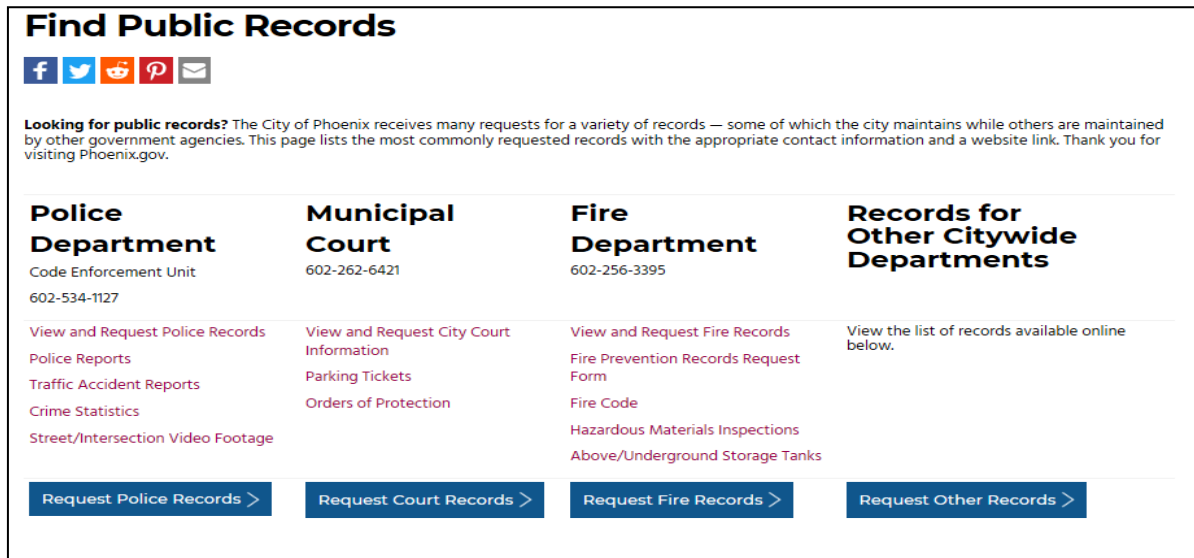 Find Public Records
Looking for public records? The City of Phoenix receives many requests for a variety of records — some of which the city maintains while others are maintained
by other government agencies. This page lists the most commonly requested records with the appropriate contact information and a website link. Thank you for
visiting Phoenix.gov.
Police
Department
Code Enforcement Unit
602-534-1127
Municipal
Court
602-262-6421
Fire
Department
602-256-3395
Records for
Other Citywide
Departments
View and Request Police Records
Police Reports
Traffic Accident Reports
Crime Statistics
Street/Intersection Video Footage
View and Request City Court
Information
Parking Tickets
Orders of Protection
View and Request Fire Records
Fire Prevention Records Request
Form
Fire Code
Hazardous Materials Inspections
Above/Underground Storage Tanks
View the list of records available online
below.
Request Police Records >
Request Court Records >
Request Fire Records >
Request Other Records >